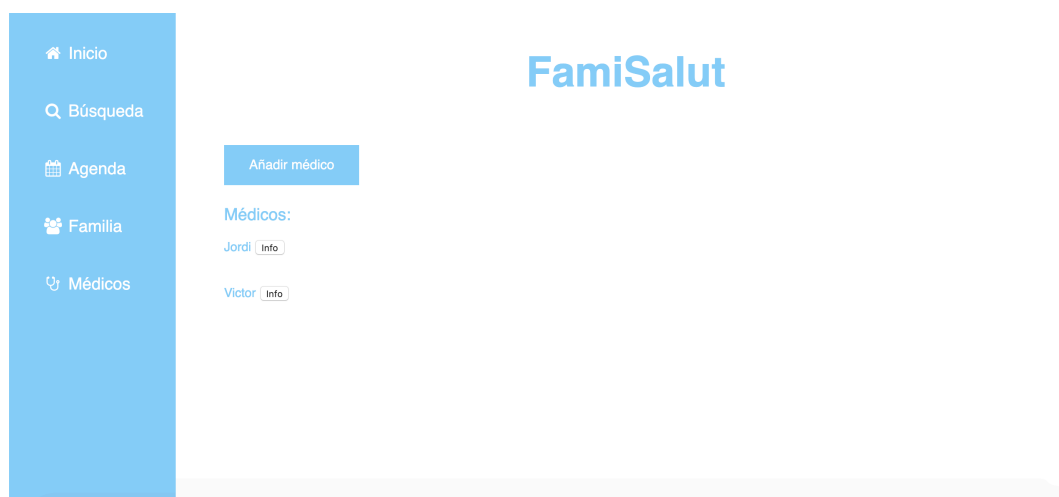 Inicio
Búsqueda
Agenda
Familia
Médicos
FamiSalut
Añadir médico
Médicos:
Jordi Info
Victor Info